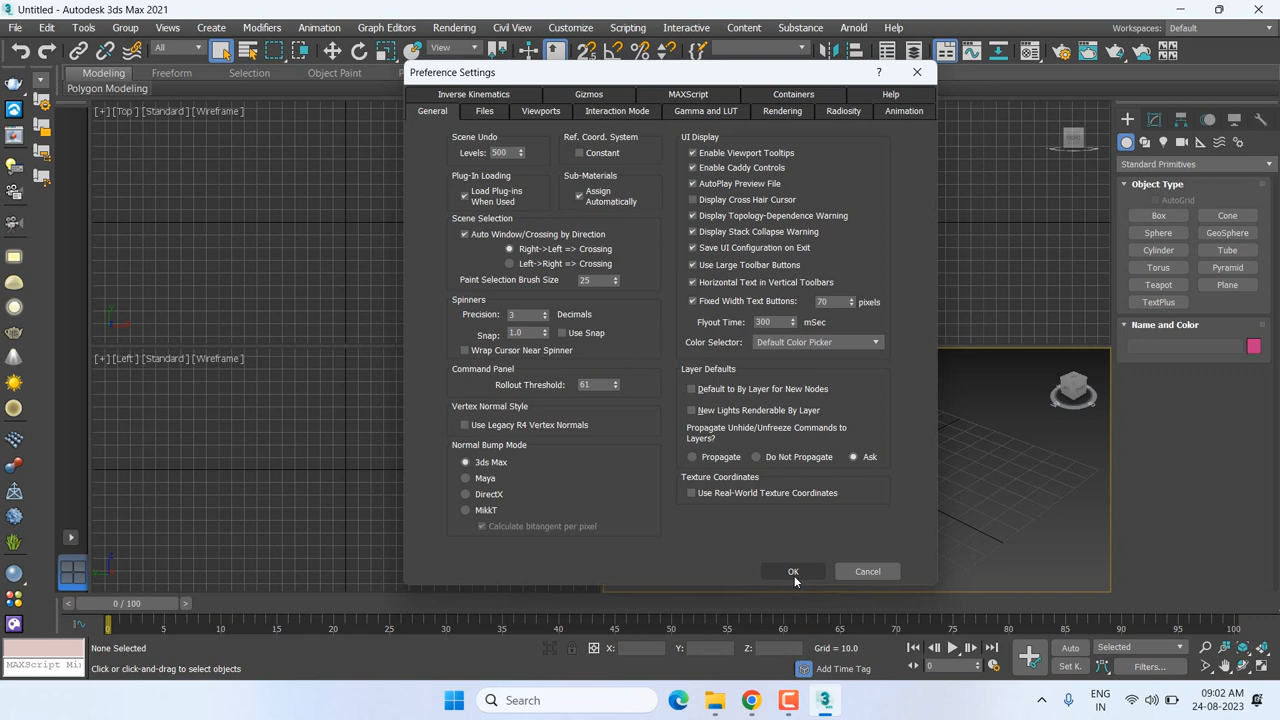 Untitled - Autodesk 3ds Max 2021
File Edit Tools Group Views Create Modifiers Animation Graph Editors Rendering Civil View Customize Scripting Interactive Content Substance Arnold Help Workspaces: Default
All View
Modeling Freeform Selection Object Paint
Polygon Modeling
[+] [Top] [Standard] [Wireframe]
[+] [Left] [Standard] [Wireframe]
Preference Settings
Inverse Kinematics Gizmos MAXScript Containers Help
General Files Viewports Interaction Mode Gamma and LUT Rendering Radiosity Animation
Scene Undo
Levels: 500
Ref. Coord. System
Constant
Plug-In Loading
Load Plug-ins
When Used
Sub-Materials
Assign
Automatically
Scene Selection
Auto Window/Crossing by Direction
Right->Left => Crossing
Left->Right => Crossing
Paint Selection Brush Size 25
Spinners
Precision: 3 Decimals
Snap: 1.0 Use Snap
Wrap Cursor Near Spinner
Command Panel
Rollout Threshold: 61
Vertex Normal Style
Use Legacy R4 Vertex Normals
Normal Bump Mode
3ds Max
Maya
DirectX
MikkT
Calculate bitangent per pixel
UI Display
Enable Viewport Tooltips
Enable Caddy Controls
AutoPlay Preview File
Display Cross Hair Cursor
Display Topology-Dependence Warning
Display Stack Collapse Warning
Save UI Configuration on Exit
Use Large Toolbar Buttons
Horizontal Text in Vertical Toolbars
Fixed Width Text Buttons: 70 pixels
Flyout Time: 300 mSec
Color Selector: Default Color Picker
Layer Defaults
Default to By Layer for New Nodes
New Lights Renderable By Layer
Propagate Unhide/Unfreeze Commands to
Layers?
Propagate Do Not Propagate Ask
Texture Coordinates
Use Real-World Texture Coordinates
OK Cancel
Standard Primitives
Object Type
AutoGrid
Box Cone
Sphere GeoSphere
Cylinder Tube
Torus Pyramid
Teapot Plane
TextPlus
Name and Color
0 / 100
0 5 10 15 20 25 30 35 40 45 50 55 60 65 70 75 80 85 90 95 100
None Selected
MAXScript Mi
Click or click-and-drag to select objects
X: Y: Z: Grid = 10.0
Add Time Tag
0
Auto Selected
Set K. Filters...
Search
ENG
IN
09:02 AM
24-08-2023